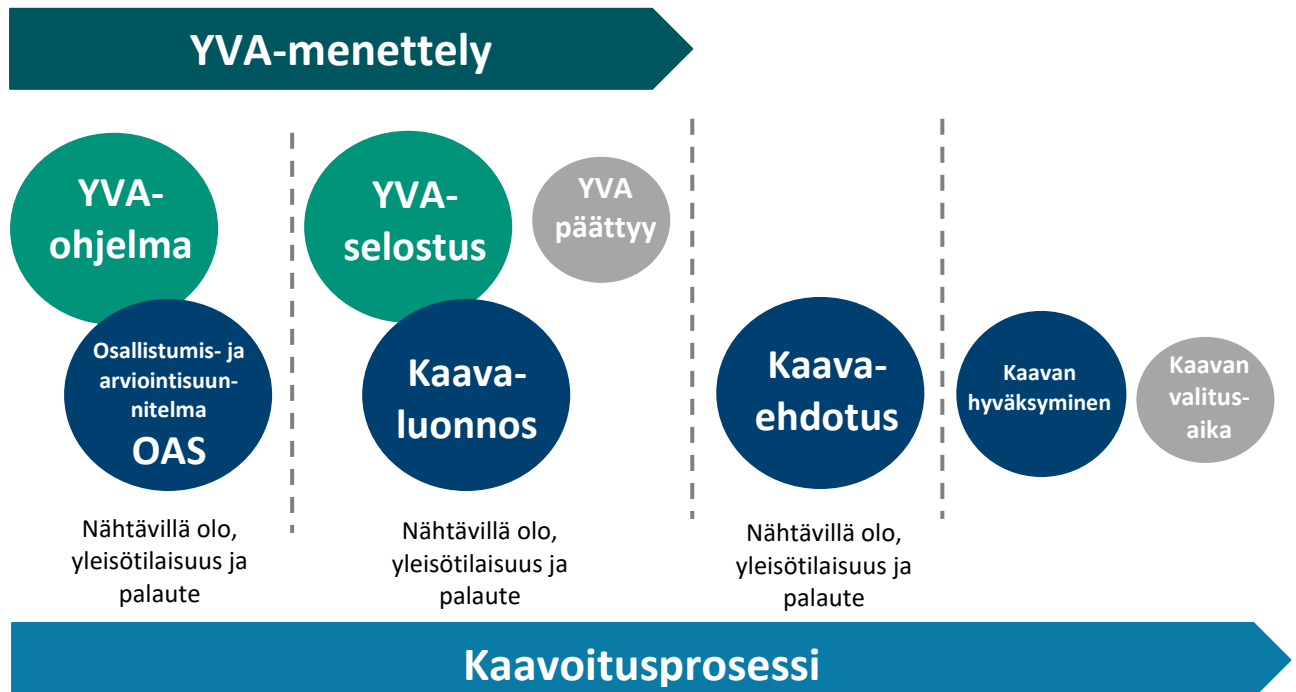 YVA-menettely
YVA-
ohjelma
Osallistumis- ja
arviointisuun-
nitelma
OAS
Nähtävillä olo,
yleisötilaisuus ja
palaute
YVA-
selostus
YVA
päättyy
Kaava-
luonnos
Nähtävillä olo,
yleisötilaisuus ja
palaute
Kaava-
ehdotus
Nähtävillä olo,
yleisötilaisuus ja
palaute
Kaavan
hyväksyminen
Kaavan
valitus-
aika
Kaavoitusprosessi